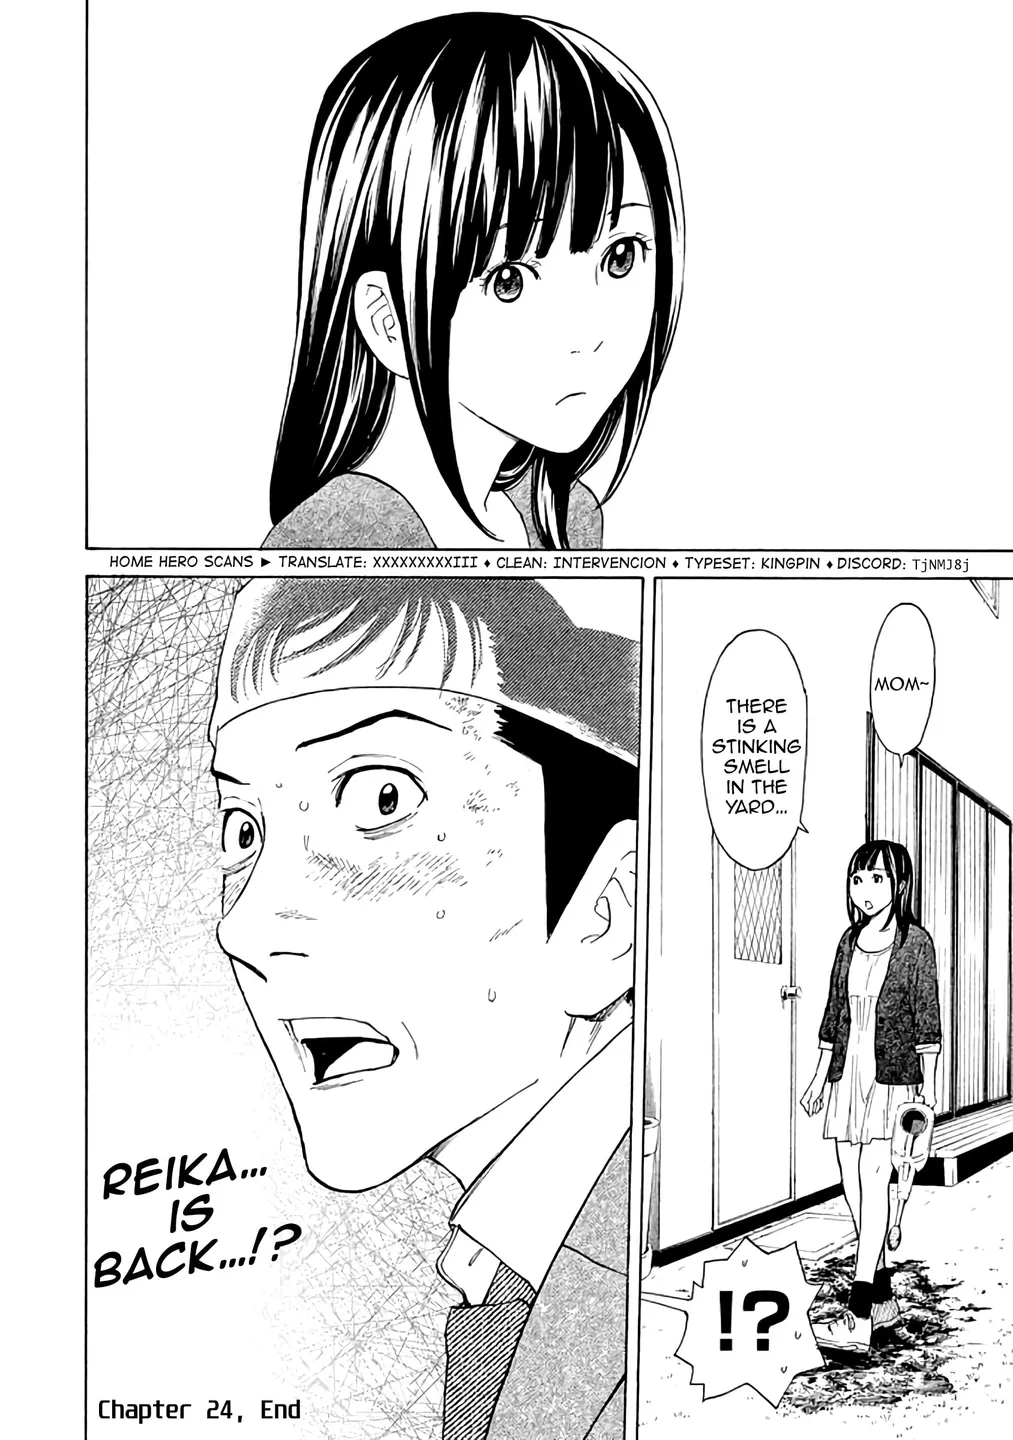 HOME HERO SCANS ► TRANSLATE: XXXXXXXXXXIII ♦ CLEAN: INTERVENCION ♦ TYPESET: KINGPIN ♦ DISCORD: TjNMJ8j
MOM~
THERE
IS A
STINKING
SMELL
IN THE
YARD...
!?
REIKA...
IS
BACK...!?
Chapter 24, End